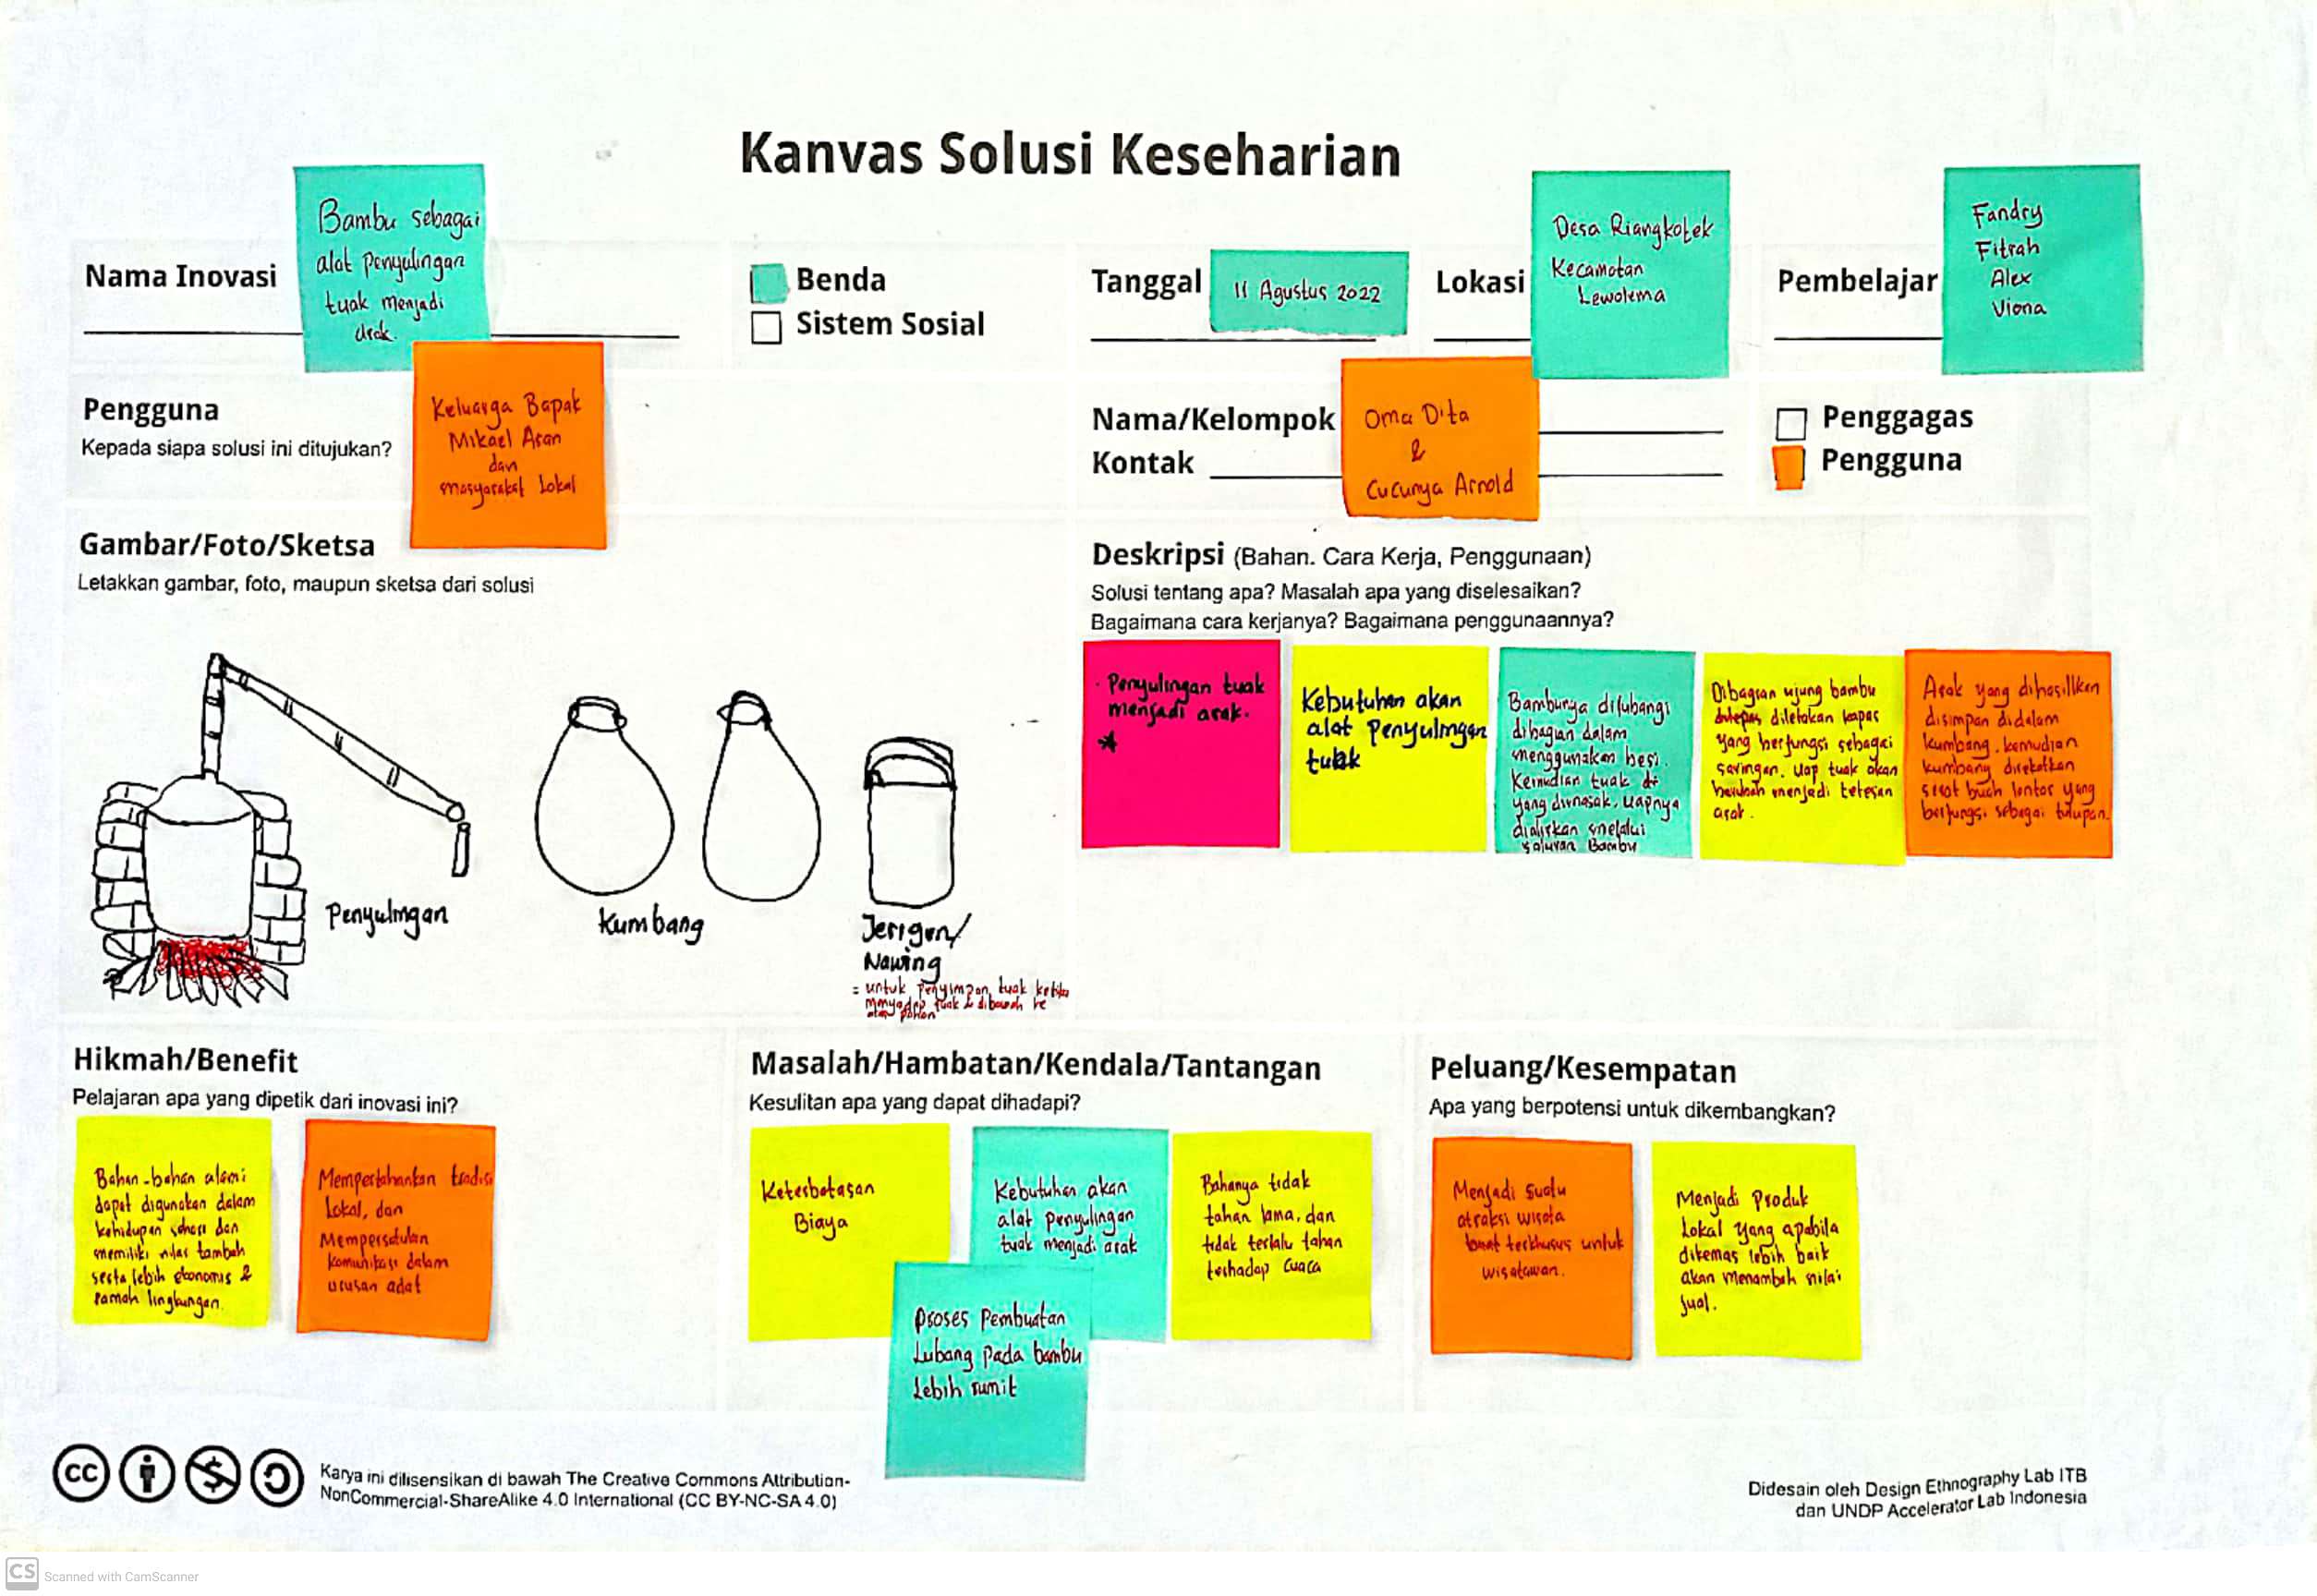 Kanvas Solusi Keseharian
Nama Inovasi
Bambu sebagai
alat penyulingan
tuak menjadi
arak.
Benda
Sistem Sosial
Tanggal
11 Agustus 2022
Lokasi
Desa Riangkotek
Kecamatan
Lewolema
Pembelajar
Fandry
Fitrah
Alex
Viona
Pengguna
Kepada siapa solusi ini ditujukan?
Keluarga Bapak
Mikael Aran
dan
masyarakat Lokal
Nama/Kelompok
Kontak
Oma Dita
&
Cucunya Arnold
Penggagas
Pengguna
Gambar/Foto/Sketsa
Letakkan gambar, foto, maupun sketsa dari solusi
Penyulingan
Kumbang
Jerigen/
Nawing
= untuk Penyimpan tuak ketika
menyadap tuak & dibawah ke
atas pohon
Deskripsi (Bahan. Cara Kerja, Penggunaan)
Solusi tentang apa? Masalah apa yang diselesaikan?
Bagaimana cara kerjanya? Bagaimana penggunaannya?
· Penyulingan tuak
menjadi arak.
Kebutuhan akan
alat Penyulingan
tuak
Bambunya dilubangi
dibagian dalam
menggunakan besi.
Kemudian tuak
yang dimasak, uapnya
dialirkan melalui
saluran Bambu
Dibagian ujung bambu
diletakan kapas
yang berfungsi sebagai
saringan. uap tuak akan
berubah menjadi tetesan
arak.
Arak yang dihasilkan
disimpan didalam
kumbang. kemudian
kumbang direkatkan
buah lontar yang
berfungsi sebagai tutupan.
Hikmah/Benefit
Pelajaran apa yang dipetik dari inovasi ini?
Bahan-bahan alami
dapat digunakan dalam
kehidupan sehari dan
memiliki nilai tambah
serta lebih ekonomis &
ramah lingkungan.
Mempertahankan tradisi
Lokal, dan
Mempersatukan
komunikasi dalam
urusan adat
Masalah/Hambatan/Kendala/Tantangan
Kesulitan apa yang dapat dihadapi?
Keterbatasan
Biaya
Kebutuhan akan
alat penyulingan
tuak menjadi arak
Bahanya tidak
tahan lama, dan
tidak terlalu tahan
terhadap cuaca
Proses Pembuatan
Lubang pada bambu
Lebih rumit
Peluang/Kesempatan
Apa yang berpotensi untuk dikembangkan?
Menjadi suatu
atraksi wisata
terkhusus untuk
wisatawan.
Menjadi Produk
Lokal yang apabila
dikemas lebih baik
akan menambah nilai
jual.
Karya ini dilisensikan di bawah The Creative Commons Attribution-
NonCommercial-ShareAlike 4.0 International (CC BY-NC-SA 4.0)
Didesain oleh Design Ethnography Lab ITB
dan UNDP Accelerator Lab Indonesia
CS Scanned with CamScanner